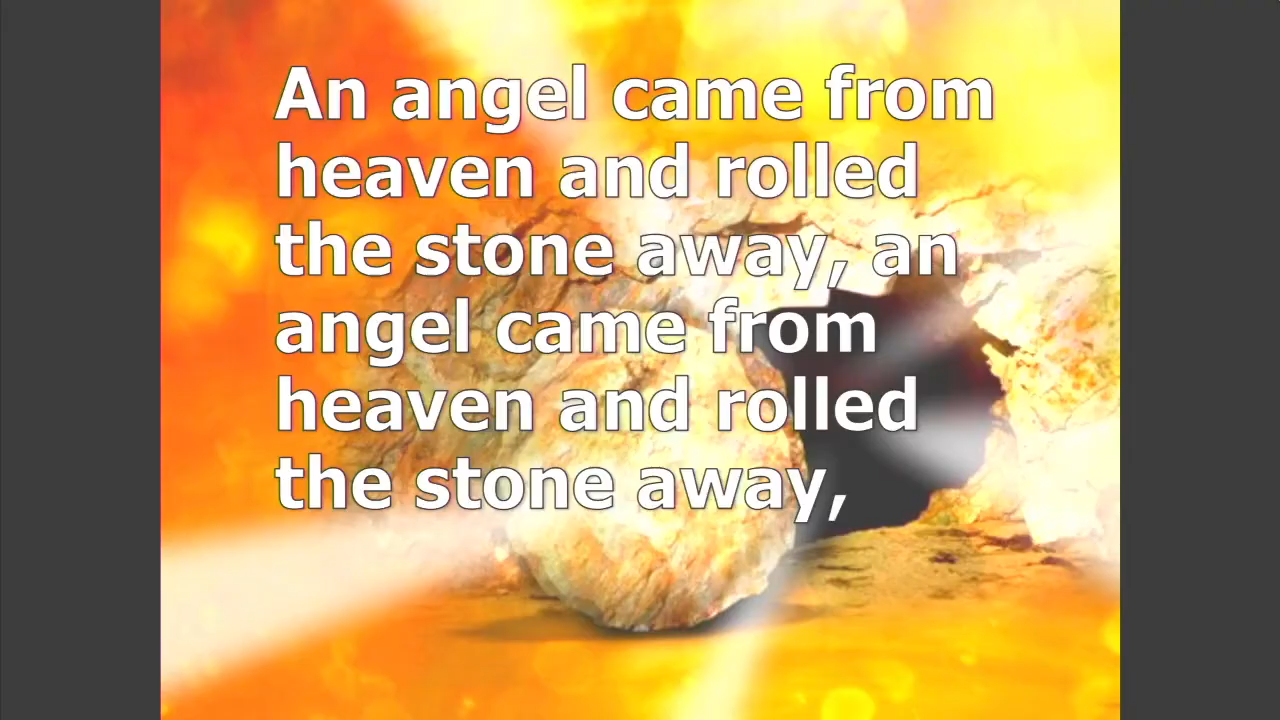 An angel came from
heaven and rolled
the stone away, an
angel came from
heaven and rolled
the stone away,